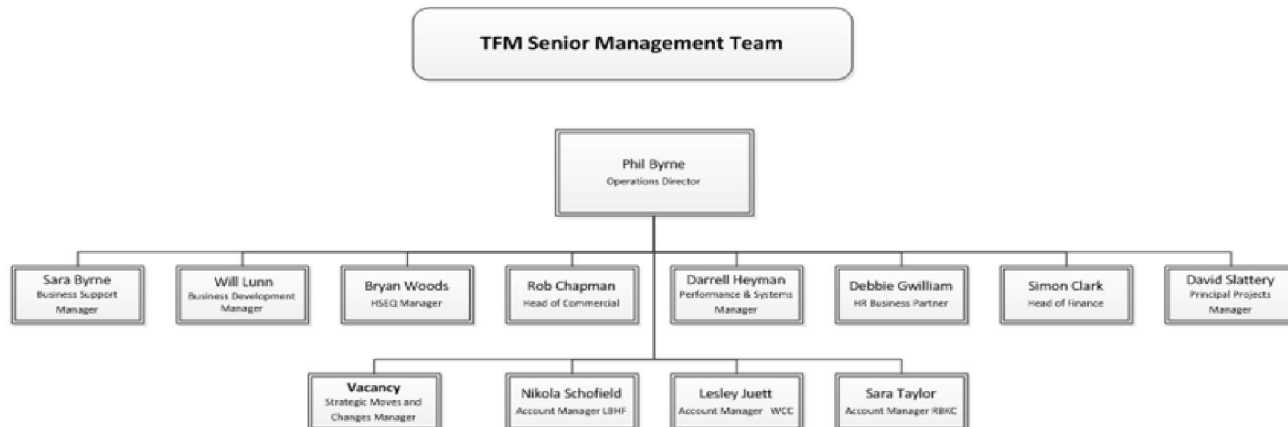 TFM Senior Management Team
Phil Byrne
Operations Director
Sara Byrne
Business Support
Manager
Will Lunn
Business Development
Manager
Bryan Woods
HSEQ Manager
Rob Chapman
Head of Commercial
Darrell Heyman
Performance & Systems
Manager
Debbie Gwilliam
HR Business Partner
Simon Clark
Head of Finance
David Slattery
Principal Projects
Manager
Vacancy
Strategic Moves and
Changes Manager
Nikola Schofield
Account Manager LBHF
Lesley Juett
Account Manager WCC
Sara Taylor
Account Manager RBKC